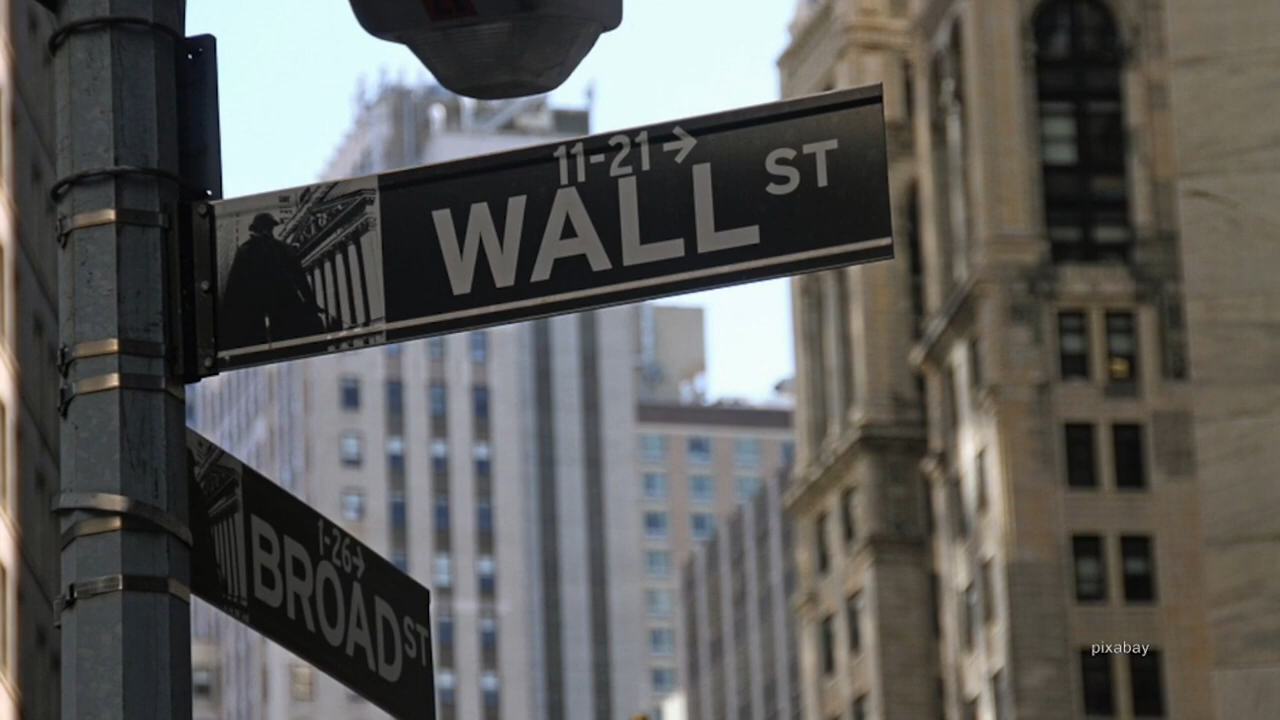 11-21→
WALL ST
1-26→
BROAD ST
pixabay